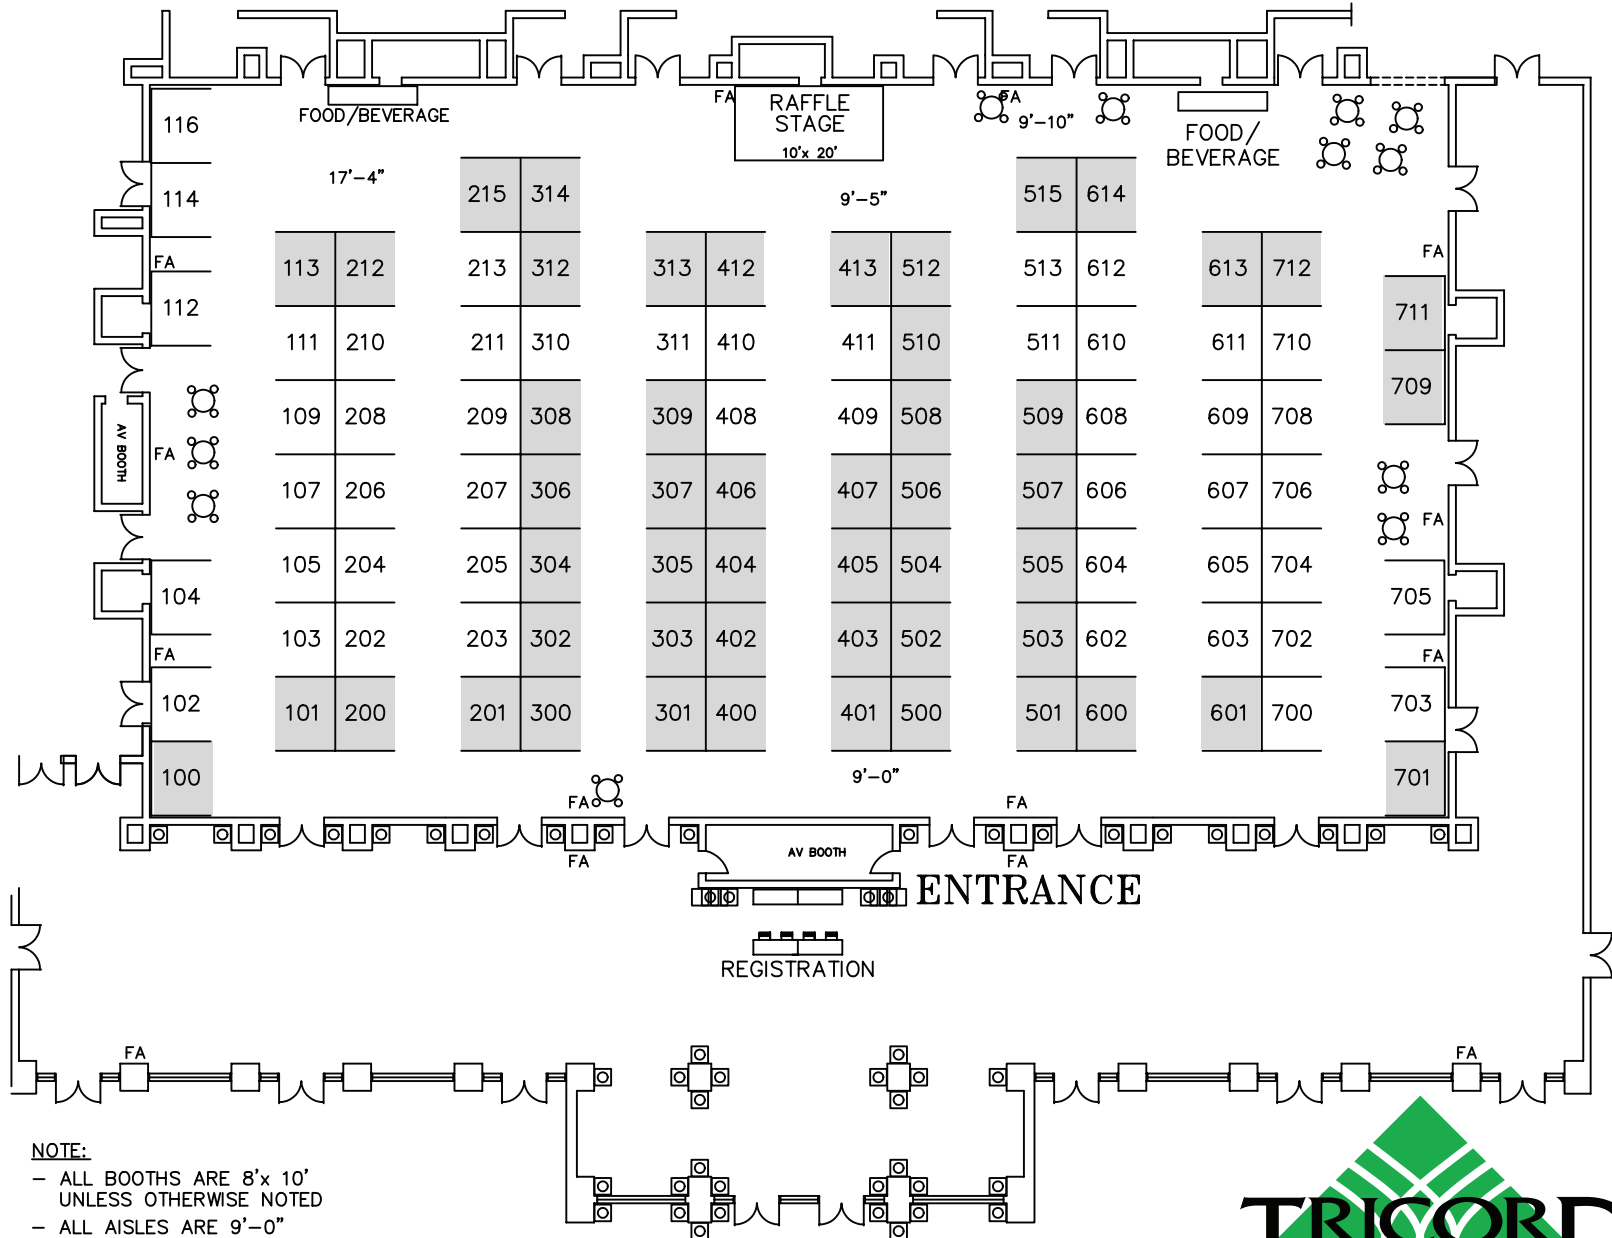 FA
FA
FOOD/BEVERAGE
RAFFLE
STAGE
10'x 20'
9'-10"
FOOD/
BEVERAGE
116
17'-4"
114
215 314
9'-5"
515 614
FA
FA
113 212
213 312
313 412
413 512
513 612
613 712
112
711
111 210
211 310
311 410
411 510
511 610
611 710
709
109 208
209 308
309 408
409 508
509 608
609 708
AV BOOTH
FA
107 206
207 306
307 406
407 506
507 606
607 706
FA
105 204
205 304
305 404
405 504
505 604
605 704
104
705
103 202
203 302
303 402
403 502
503 602
603 702
FA
FA
102
703
101 200
201 300
301 400
401 500
501 600
601 700
100
9'-0"
701
FA
FA
AV BOOTH
FA
FA
ENTRANCE
REGISTRATION
FA
FA
NOTE:
- ALL BOOTHS ARE 8'x 10'
UNLESS OTHERWISE NOTED
- ALL AISLES ARE 9'-0"
TRICORD